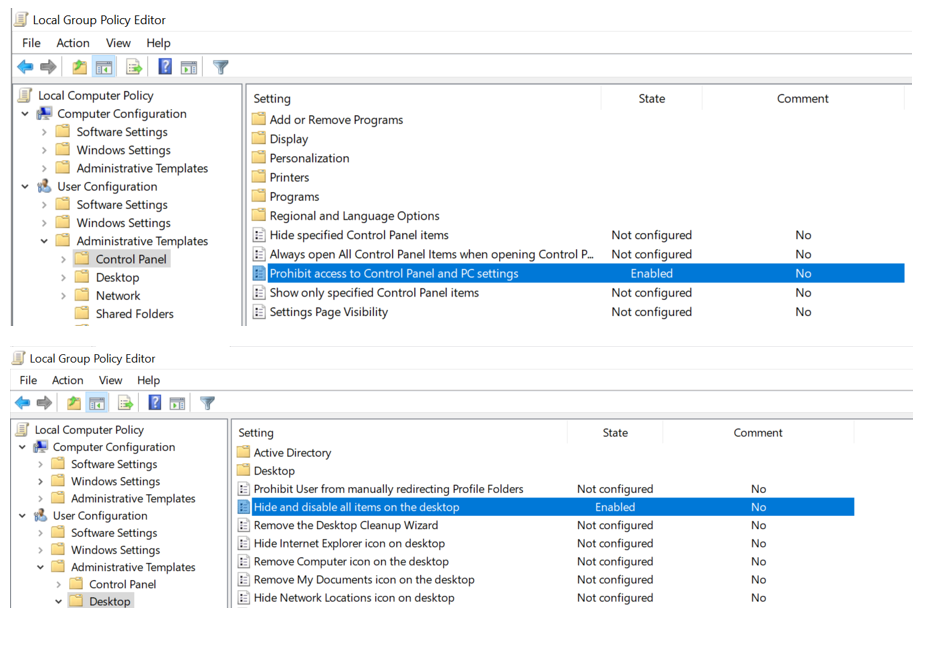 Local Group Policy Editor
File Action View Help
Local Computer Policy
Computer Configuration
Software Settings
Windows Settings
Administrative Templates
User Configuration
Software Settings
Windows Settings
Administrative Templates
Control Panel
Desktop
Network
Shared Folders
Setting State Comment
Add or Remove Programs
Display
Personalization
Printers
Programs
Regional and Language Options
Hide specified Control Panel items Not configured No
Always open All Control Panel Items when opening Control P... Not configured No
Prohibit access to Control Panel and PC settings Enabled No
Show only specified Control Panel items Not configured No
Settings Page Visibility Not configured No
Local Group Policy Editor
File Action View Help
Local Computer Policy
Computer Configuration
Software Settings
Windows Settings
Administrative Templates
User Configuration
Software Settings
Windows Settings
Administrative Templates
Control Panel
Desktop
Setting State Comment
Active Directory
Desktop
Prohibit User from manually redirecting Profile Folders Not configured No
Hide and disable all items on the desktop Enabled No
Remove the Desktop Cleanup Wizard Not configured No
Hide Internet Explorer icon on desktop Not configured No
Remove Computer icon on the desktop Not configured No
Remove My Documents icon on the desktop Not configured No
Hide Network Locations icon on desktop Not configured No